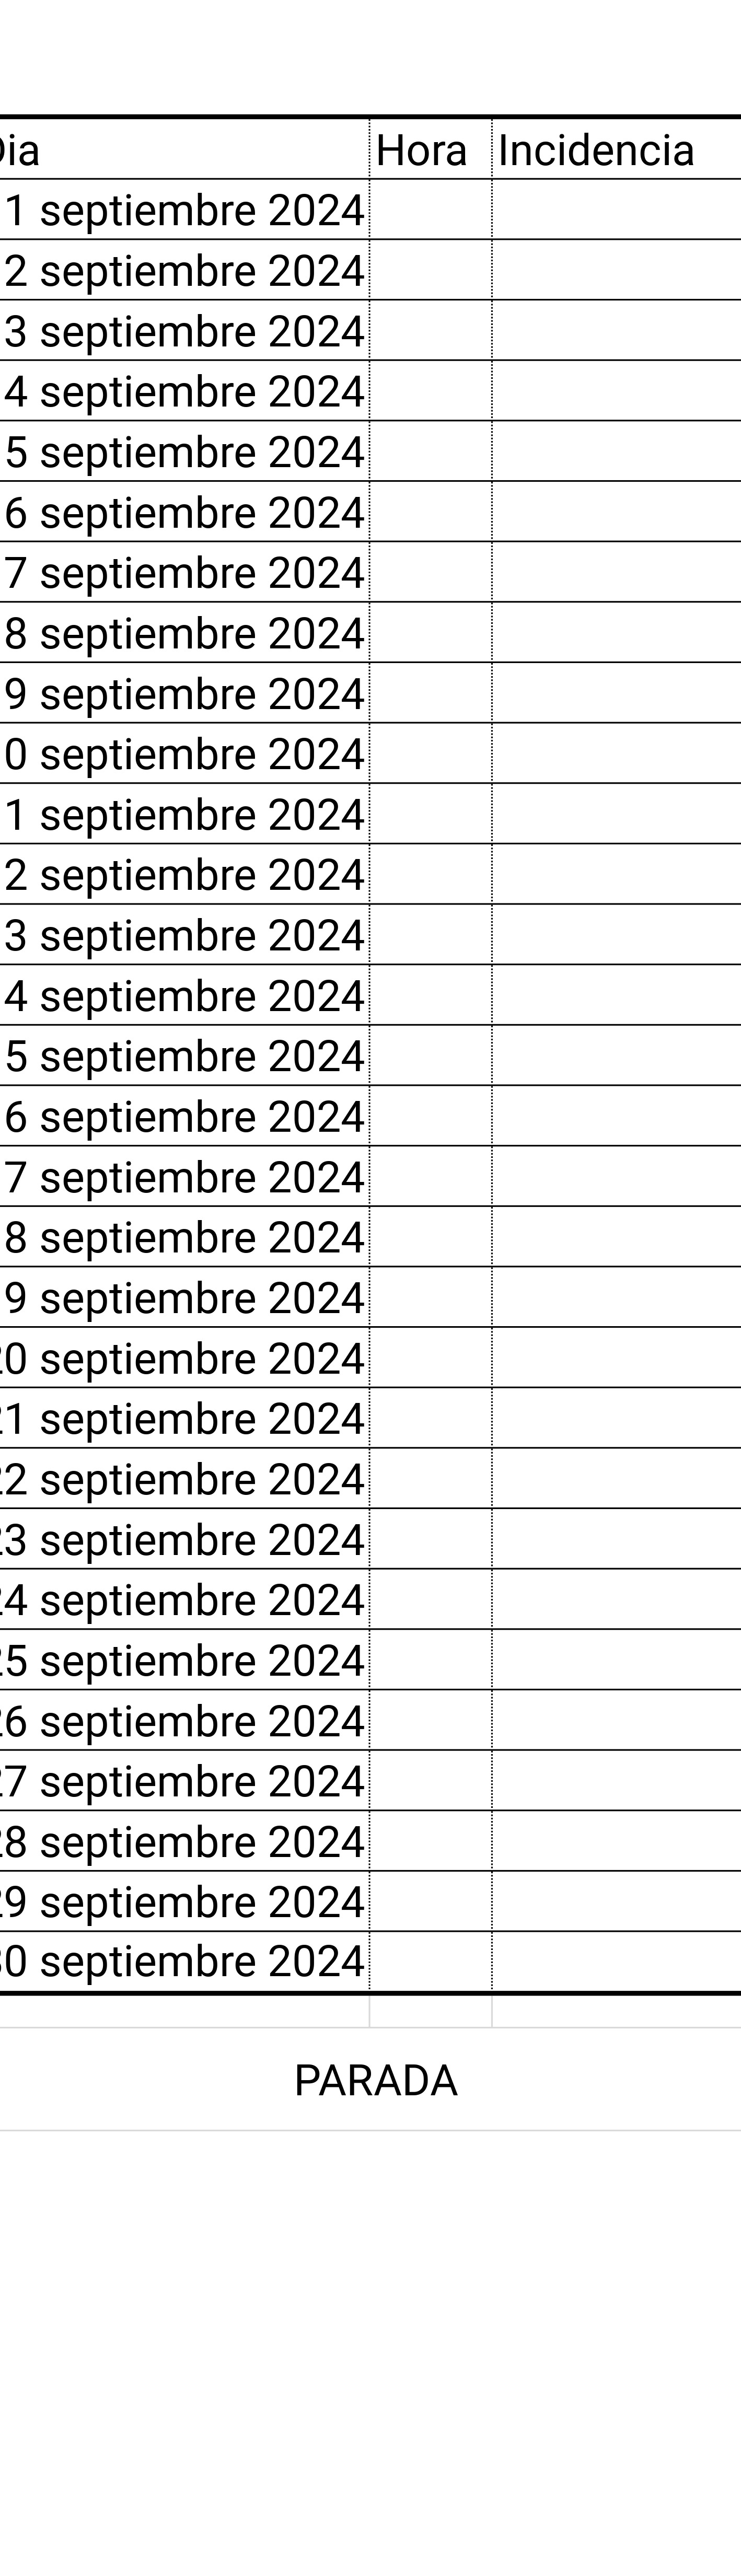 Dia Hora Incidencia
1 septiembre 2024
2 septiembre 2024
3 septiembre 2024
4 septiembre 2024
5 septiembre 2024
6 septiembre 2024
7 septiembre 2024
8 septiembre 2024
9 septiembre 2024
0 septiembre 2024
1 septiembre 2024
2 septiembre 2024
3 septiembre 2024
4 septiembre 2024
5 septiembre 2024
6 septiembre 2024
7 septiembre 2024
8 septiembre 2024
9 septiembre 2024
20 septiembre 2024
21 septiembre 2024
22 septiembre 2024
23 septiembre 2024
24 septiembre 2024
25 septiembre 2024
26 septiembre 2024
27 septiembre 2024
28 septiembre 2024
29 septiembre 2024
30 septiembre 2024
PARADA